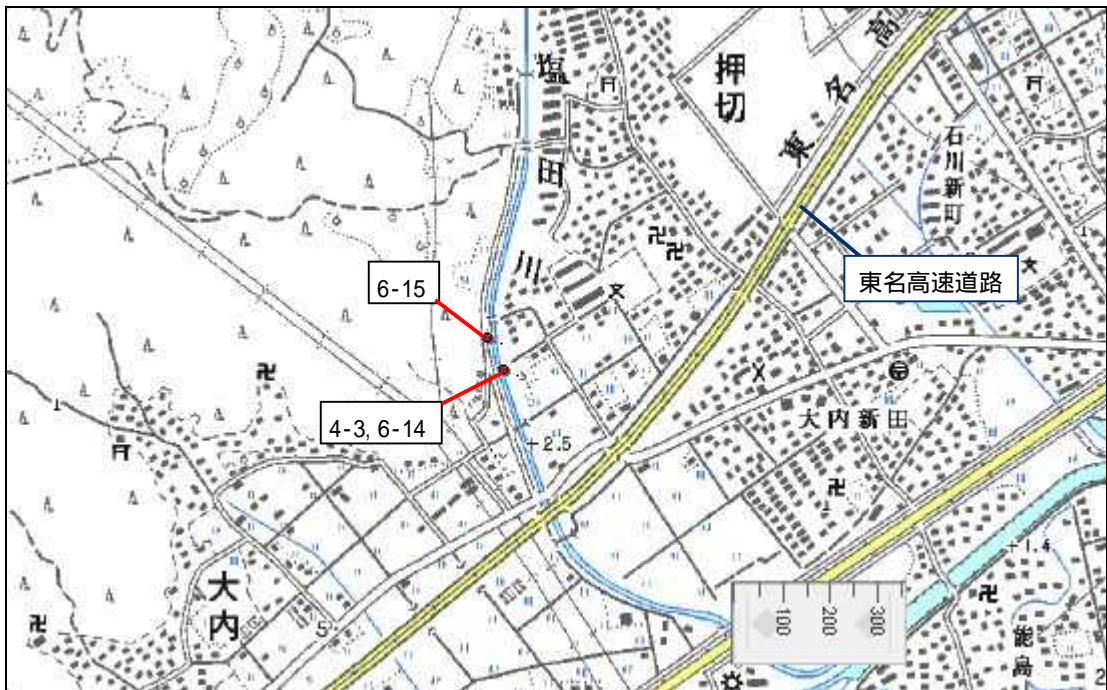 塩田川
押切
東名高
石川新町
東名高速道路
6-15
4-3, 6-14
+2.5
大内新田
大内
5
+1.4
能島
100
200
300
2